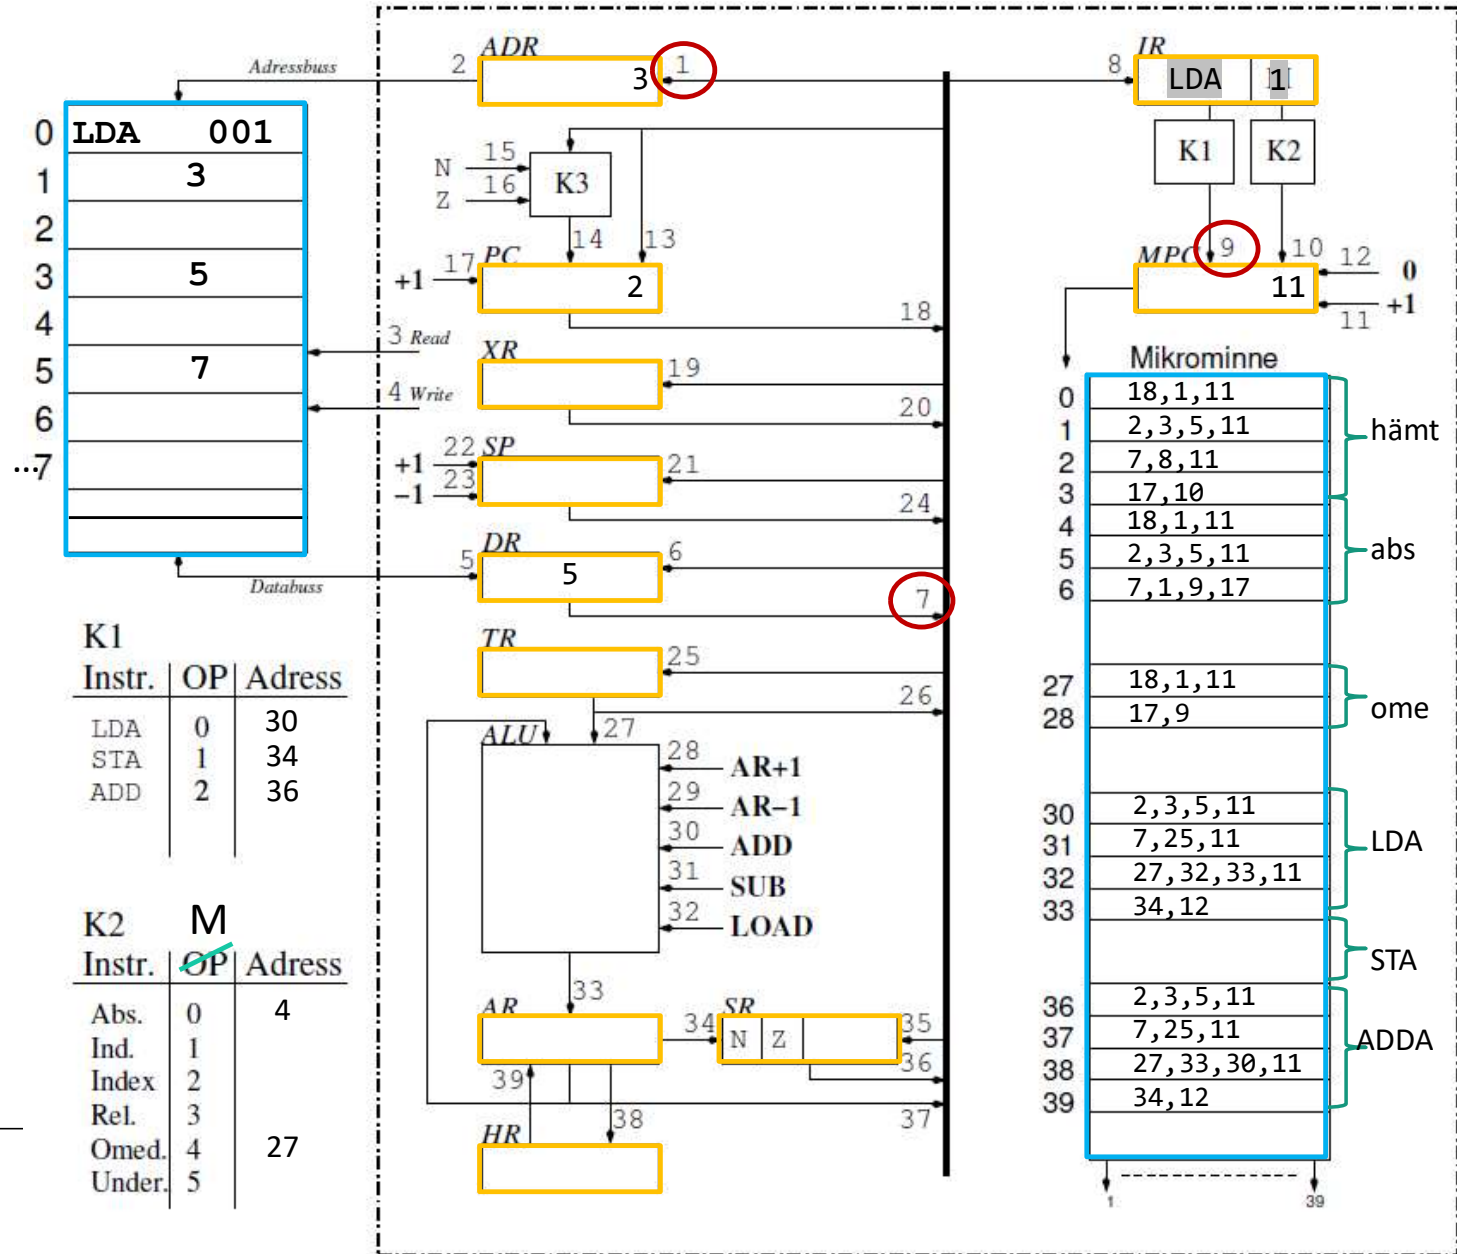 ADR
IR
Adressbuss
2
3
1
8
LDA 1
0 LDA 001
1 3
2
3 5
4
5 7
6
...7
N 15
Z 16
K3
K1
K2
14
13
9
10
12 0
11 +1
MPC
11
+1 17 PC
2
18
3 Read
4 Write
XR
19
20
+1 22 SP
-1 23
21
24
DR
5
5
6
7
Databuss
TR
25
26
27
ALU
28 AR+1
29 AR–1
30 ADD
31 SUB
32 LOAD
33
AR
34
SR
N Z
35
36
37
39
38
HR
Mikrominne
0 18,1,11
1 2,3,5,11
2 7,8,11
3 17,10
hämt
4 18,1,11
5 2,3,5,11
6 7,1,9,17
abs
27 18,1,11
28 17,9
ome
30 2,3,5,11
31 7,25,11
32 27,32,33,11
33 34,12
LDA
STA
36 2,3,5,11
37 7,25,11
38 27,33,30,11
39 34,12
ADDA
1
39
K1
Instr. OP Adress
LDA 0 30
STA 1 34
ADD 2 36
K2 M
Instr. OP Adress
Abs. 0 4
Ind. 1
Index 2
Rel. 3
Omed. 4 27
Under. 5